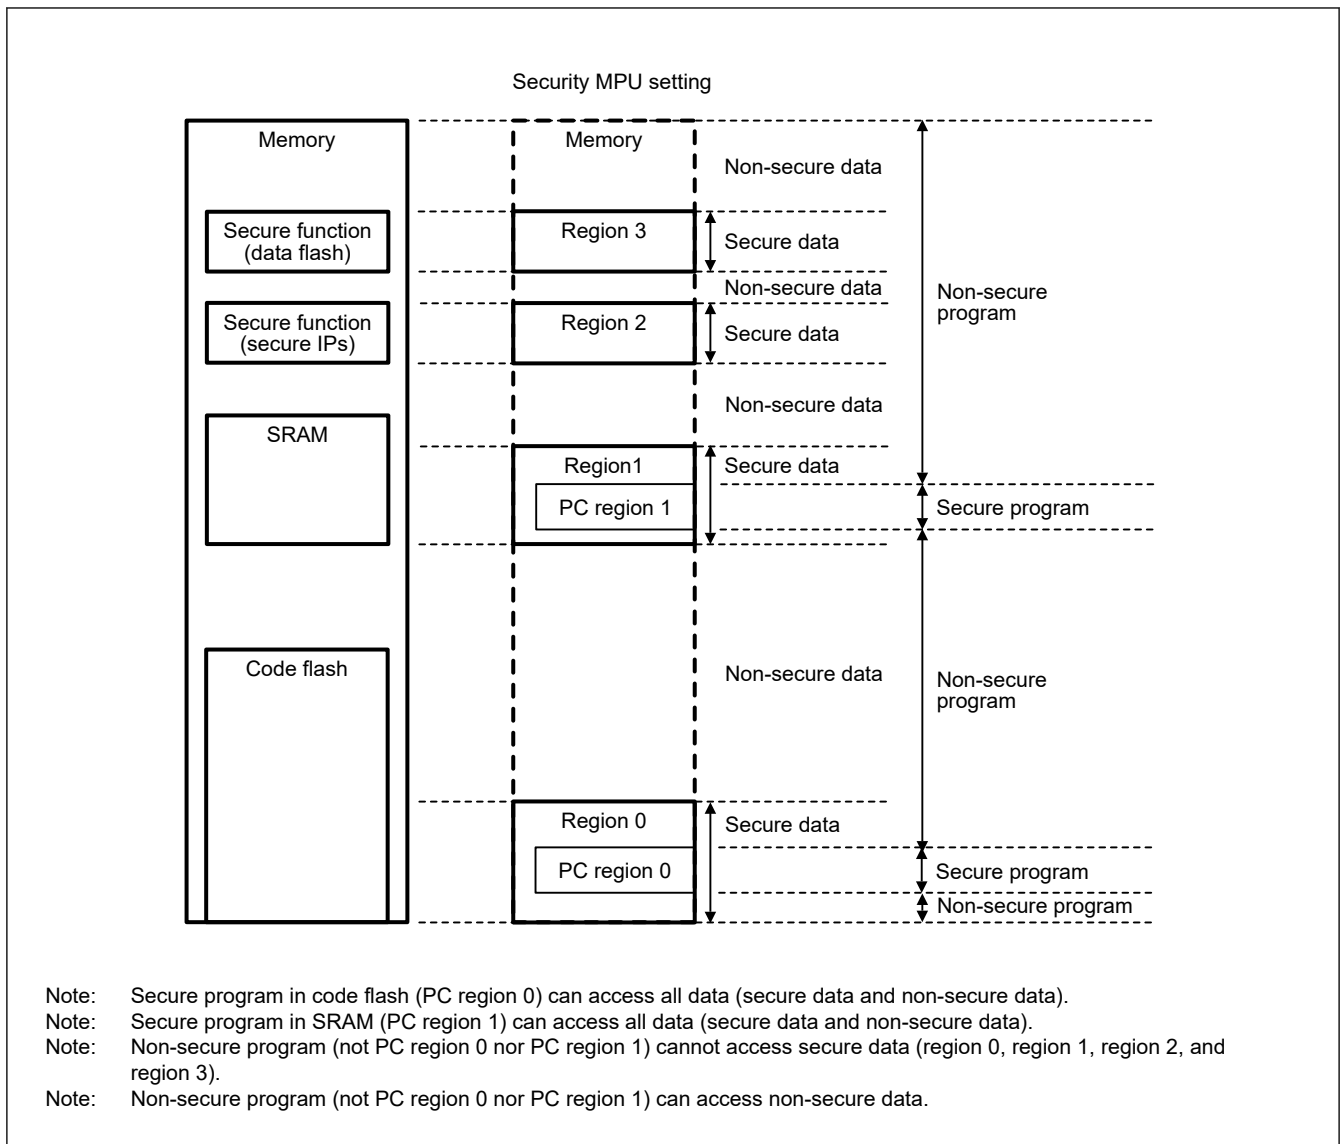 Security MPU setting
Memory
Memory
Non-secure data
Secure function
(data flash)
Region 3
Secure data
Non-secure data
Non-secure
program
Secure function
(secure IPs)
Region 2
Secure data
Non-secure data
SRAM
Region1
Secure data
PC region 1
Secure program
Code flash
Non-secure data
Non-secure
program
Region 0
Secure data
PC region 0
Secure program
Non-secure program
Note: Secure program in code flash (PC region 0) can access all data (secure data and non-secure data).
Note: Secure program in SRAM (PC region 1) can access all data (secure data and non-secure data).
Note: Non-secure program (not PC region 0 nor PC region 1) cannot access secure data (region 0, region 1, region 2, and
region 3).
Note: Non-secure program (not PC region 0 nor PC region 1) can access non-secure data.